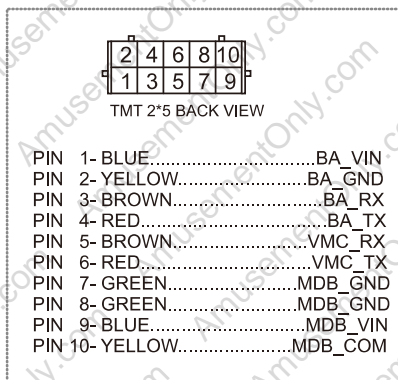 2 4 6 8 10
1 3 5 7 9
TMT 2*5 BACK VIEW
PIN 1- BLUE..............................BA_VIN
PIN 2- YELLOW........................BA_GND
PIN 3- BROWN...........................BA_RX
PIN 4- RED.................................BA_TX
PIN 5- BROWN.......................VMC_RX
PIN 6- RED..............................VMC_TX
PIN 7- GREEN.....................MDB_GND
PIN 8- GREEN.....................MDB_GND
PIN 9- BLUE.........................MDB_VIN
PIN 10- YELLOW....................MDB_COM
AmusementOnly.com